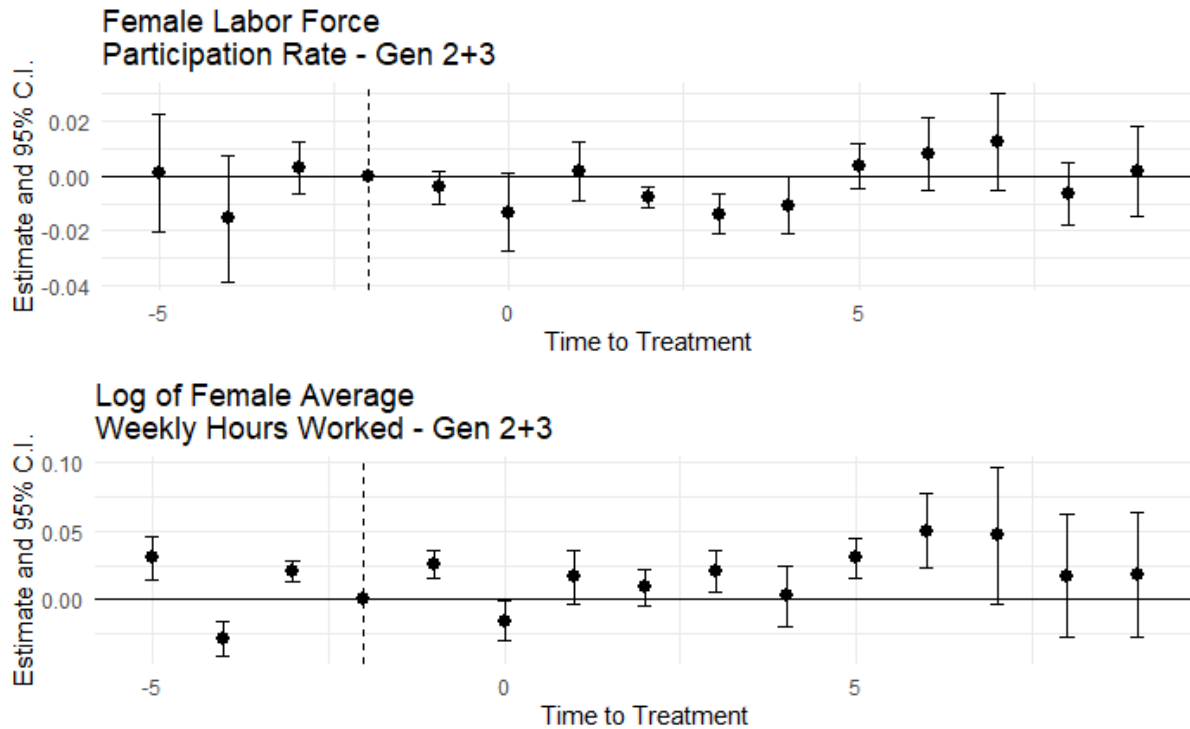 Female Labor Force
Participation Rate - Gen 2+3
Estimate and 95% C.I.
0.02
0.00
-0.02
-0.04
-5 0 5
Time to Treatment
Log of Female Average
Weekly Hours Worked - Gen 2+3
Estimate and 95% C.I.
0.10
0.05
0.00
-5 0 5
Time to Treatment